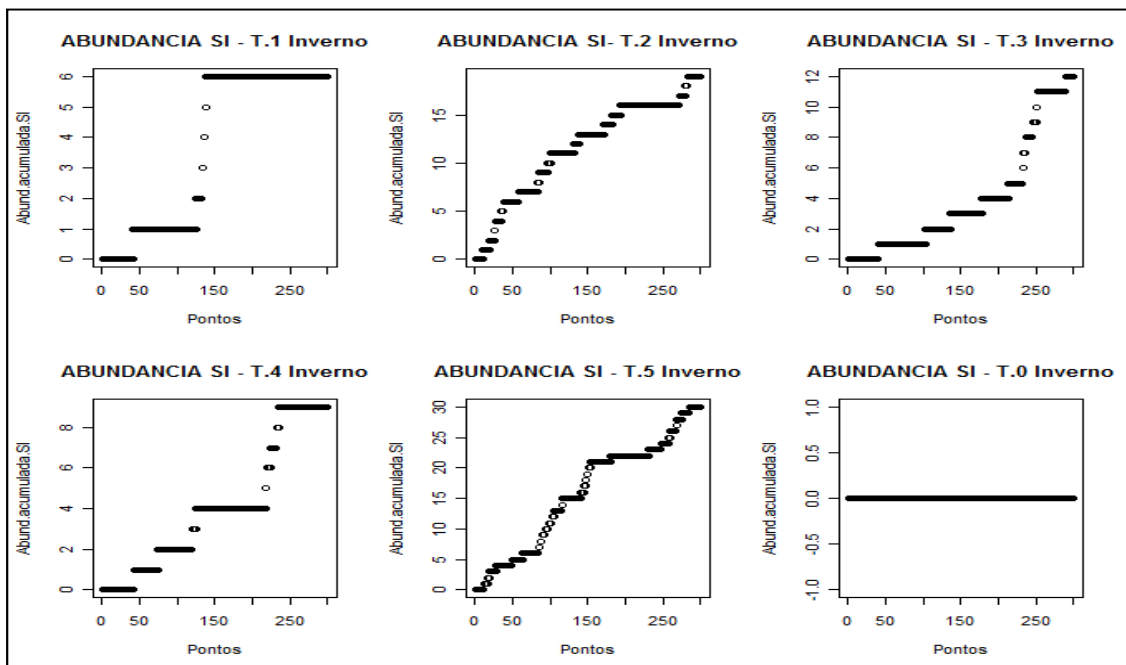 ABUNDANCIA SI - T.1 Inverno
Abund.acumulada.SI
6
5
4
3
2
1
0
0 50 150 250
Pontos
ABUNDANCIA SI- T.2 Inverno
Abund.acumulada.SI
15
10
5
0
0 50 150 250
Pontos
ABUNDANCIA SI - T.3 Inverno
Abund.acumulada.SI
12
10
8
6
4
2
0
0 50 150 250
Pontos
ABUNDANCIA SI - T.4 Inverno
Abund.acumulada.SI
8
6
4
2
0
0 50 150 250
Pontos
ABUNDANCIA SI - T.5 Inverno
Abund.acumulada.SI
30
25
20
15
10
5
0
0 50 150 250
Pontos
ABUNDANCIA SI - T.0 Inverno
Abund.acumulada.SI
1.0
0.5
0.0
-0.5
-1.0
0 50 150 250
Pontos